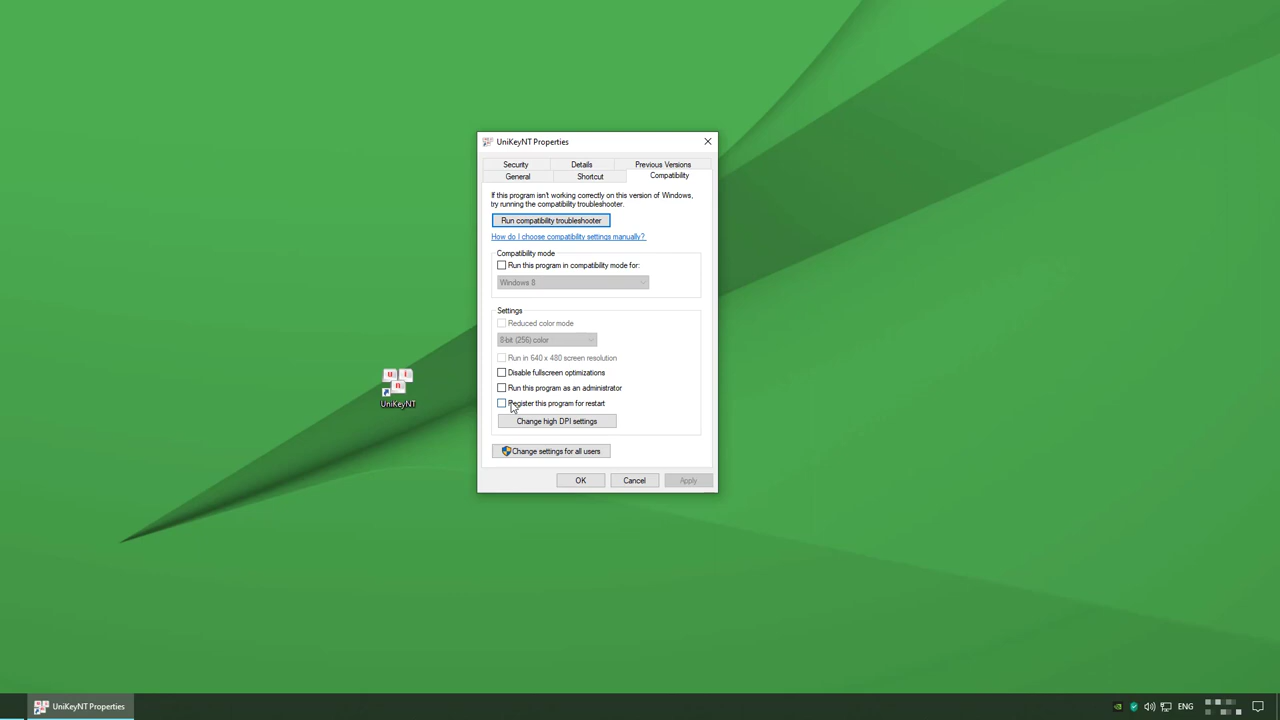 UniKeyNT Properties
Security
Details
Previous Versions
General
Shortcut
Compatibility
If this program isn't working correctly on this version of Windows,
try running the compatibility troubleshooter.
Run compatibility troubleshooter
How do I choose compatibility settings manually?
Compatibility mode
Run this program in compatibility mode for:
Windows 8
Settings
Reduced color mode
8-bit (256) color
Run in 640 x 480 screen resolution
Disable fullscreen optimizations
Run this program as an administrator
Register this program for restart
Change high DPI settings
Change settings for all users
OK
Cancel
Apply
u i
n
UniKeyNT
UniKeyNT Properties
ENG